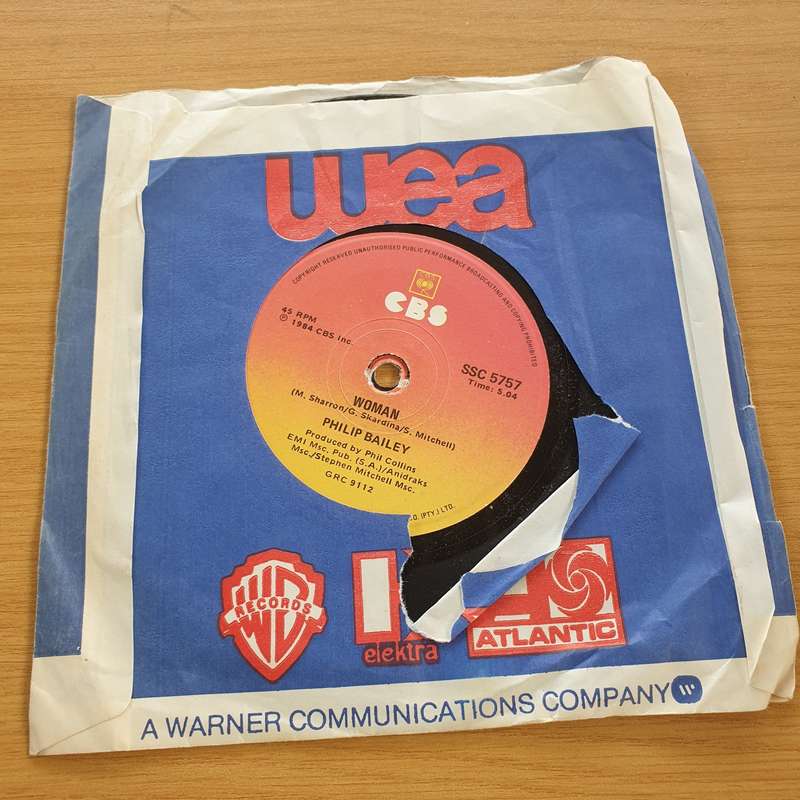 wea
COPYRIGHT RESERVED UNAUTHORISED PUBLIC PERFORMANCE BROADCASTING AND COPYING PROHIBITED
CBS
45 RPM
℗ 1984 CBS Inc.
SSC 5757
Time: 5.04
WOMAN
(M. Sharron/G. Skardina/S. Mitchell)
PHILIP BAILEY
Produced by Phil Collins
EMI Msc. Pub. (S.A.)/Anidraks
Msc./Stephen Mitchell Msc.
GRC 9112
O. (PTY.) LTD.
WB
RECORDS
elektra
ATLANTIC
A WARNER COMMUNICATIONS COMPANY